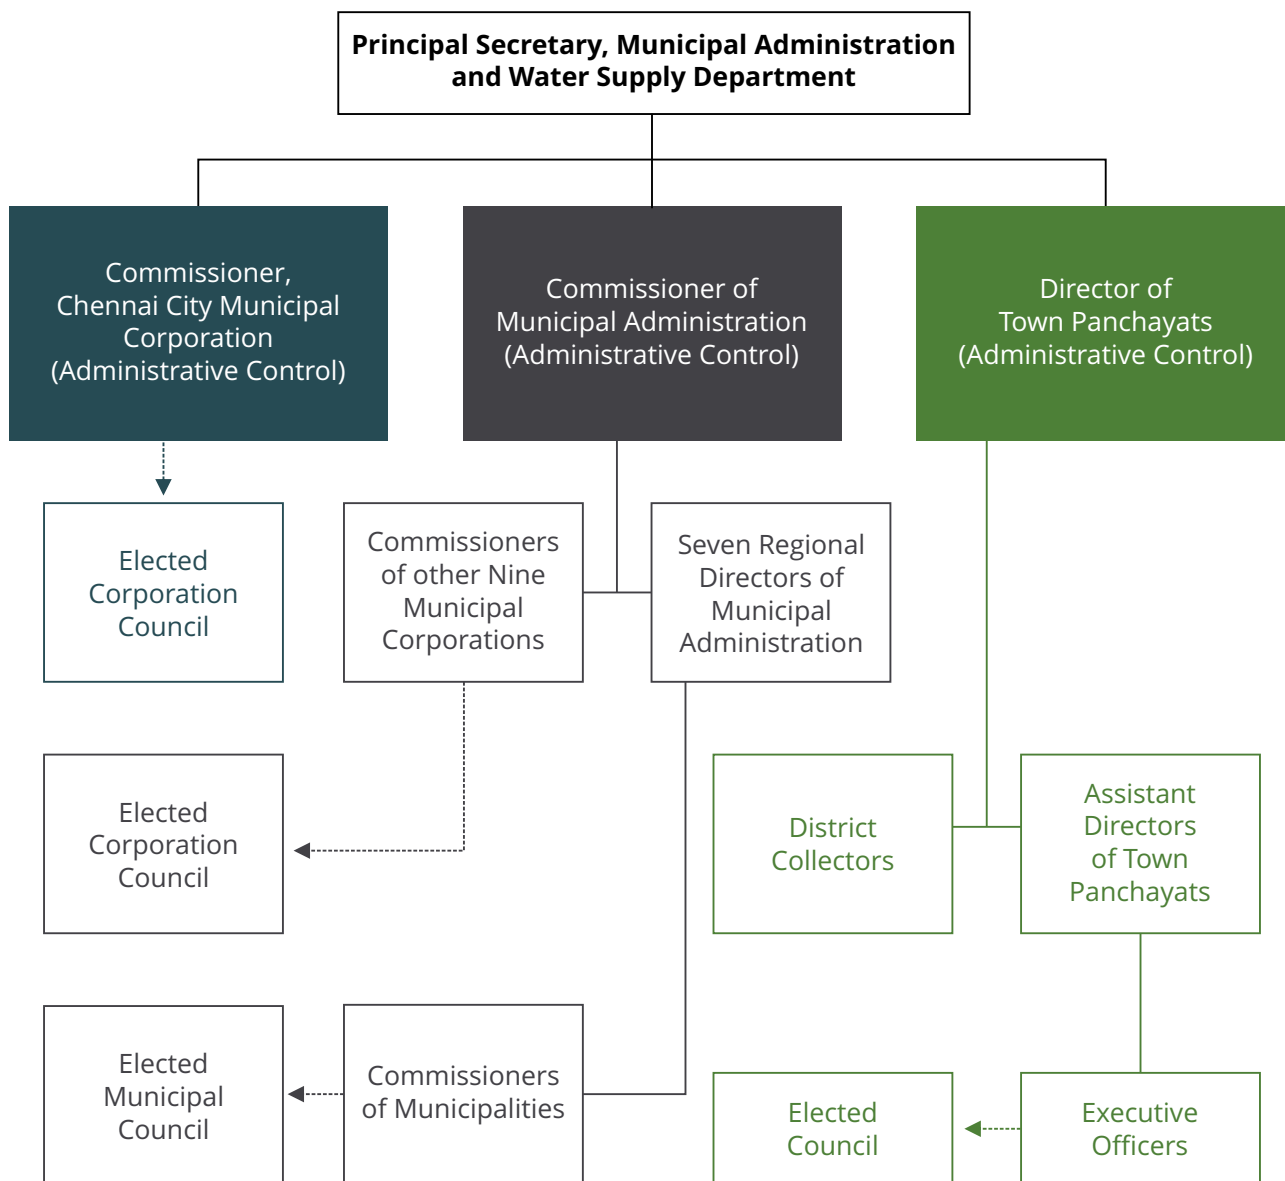 Principal Secretary, Municipal Administration
and Water Supply Department
Commissioner,
Chennai City Municipal
Corporation
(Administrative Control)
Commissioner of
Municipal Administration
(Administrative Control)
Director of
Town Panchayats
(Administrative Control)
Elected
Corporation
Council
Commissioners
of other Nine
Municipal
Corporations
Seven Regional
Directors of
Municipal
Administration
Elected
Corporation
Council
District
Collectors
Assistant
Directors
of Town
Panchayats
Elected
Municipal
Council
Commissioners
of Municipalities
Elected
Council
Executive
Officers